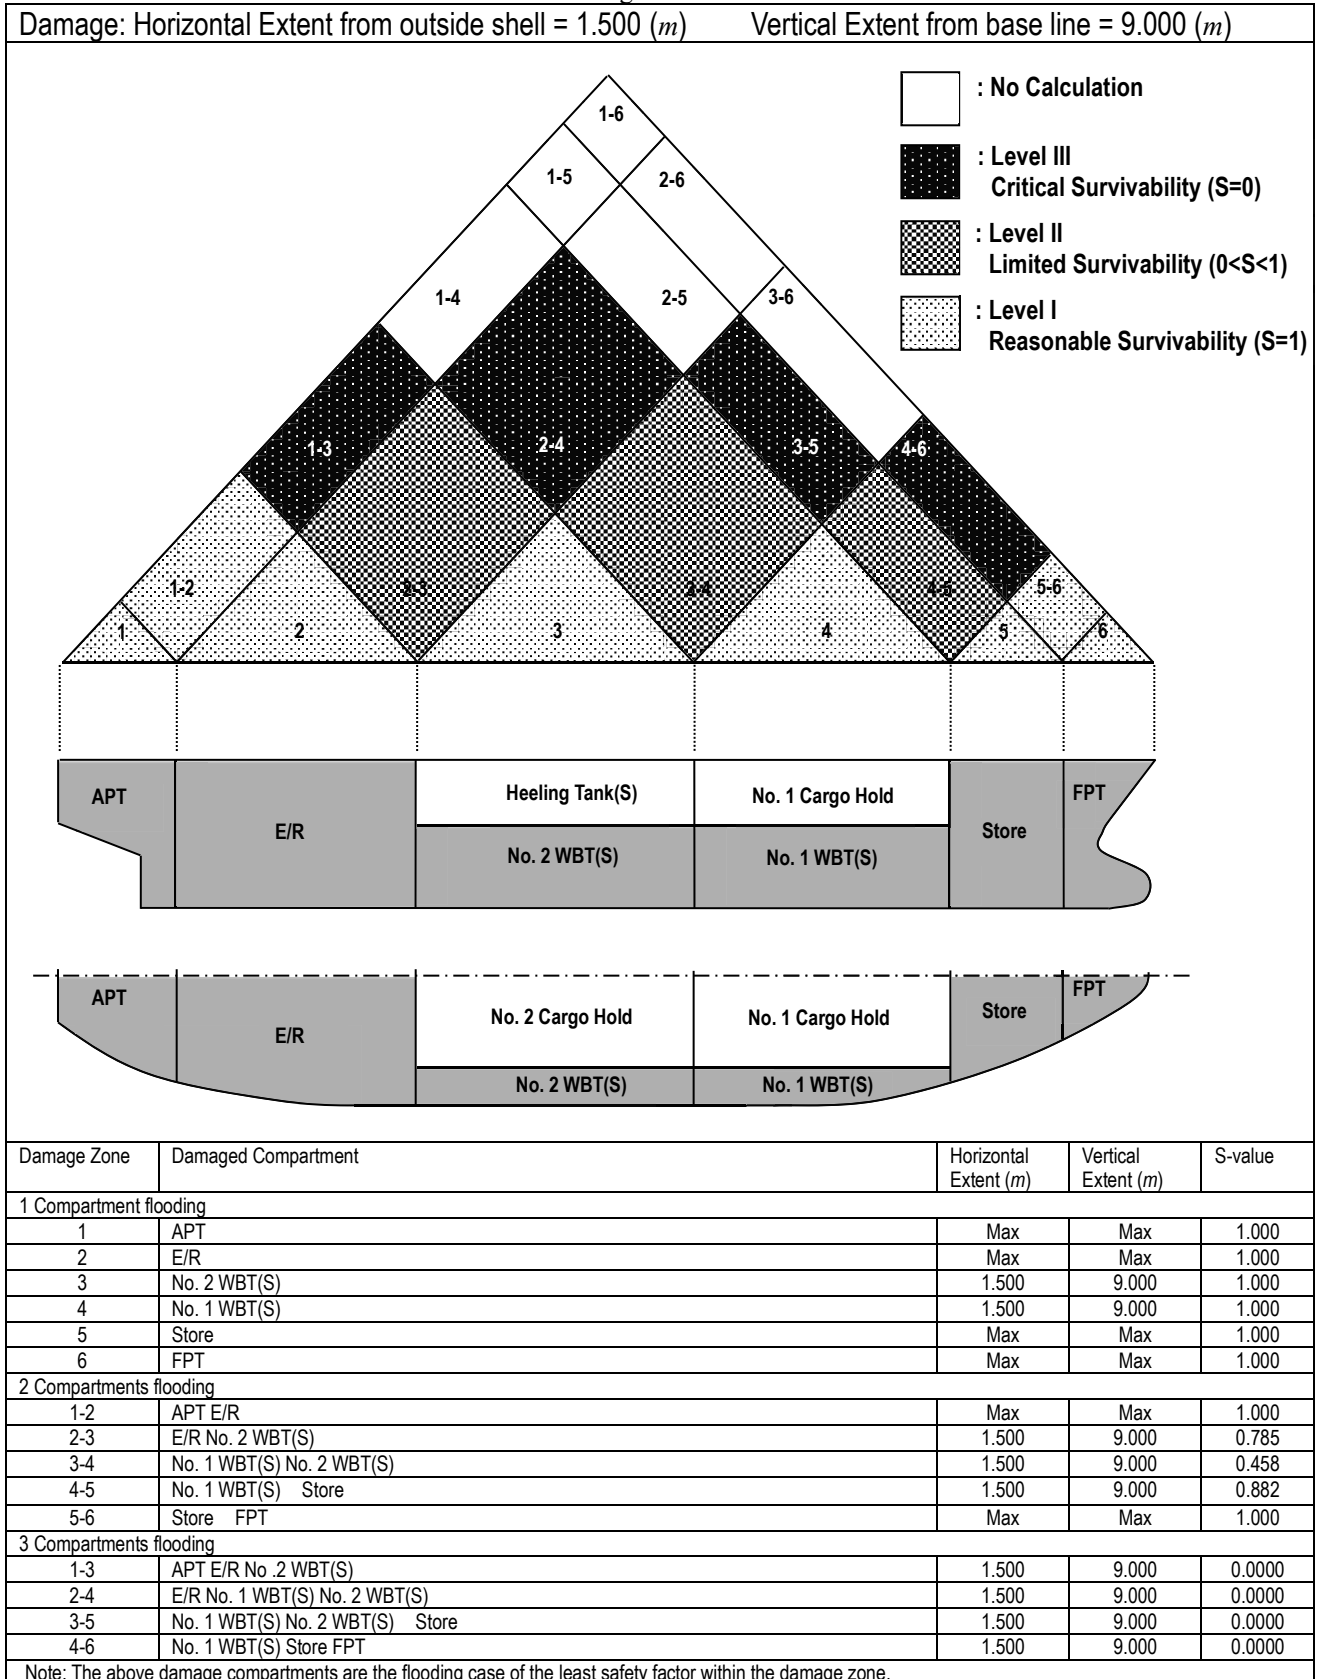 Damage: Horizontal Extent from outside shell = 1.500 (m) Vertical Extent from base line = 9.000 (m)
: No Calculation
: Level III
Critical Survivability (S=0)
: Level II
Limited Survivability (0<S<1)
: Level I
Reasonable Survivability (S=1)
1-6
1-5 2-6
1-4 2-5 3-6
1-3 2-4 3-5 4-6
1-2 2-3 3-4 4-5 5-6
1 2 3 4 5 6
APT E/R Heeling Tank(S) No. 1 Cargo Hold Store FPT
No. 2 WBT(S) No. 1 WBT(S)
APT E/R No. 2 Cargo Hold No. 1 Cargo Hold Store FPT
No. 2 WBT(S) No. 1 WBT(S)
Damage Zone Damaged Compartment Horizontal Extent (m) Vertical Extent (m) S-value
1 Compartment flooding
1 APT Max Max 1.000
2 E/R Max Max 1.000
3 No. 2 WBT(S) 1.500 9.000 1.000
4 No. 1 WBT(S) 1.500 9.000 1.000
5 Store Max Max 1.000
6 FPT Max Max 1.000
2 Compartments flooding
1-2 APT E/R Max Max 1.000
2-3 E/R No. 2 WBT(S) 1.500 9.000 0.785
3-4 No. 1 WBT(S) No. 2 WBT(S) 1.500 9.000 0.458
4-5 No. 1 WBT(S) Store 1.500 9.000 0.882
5-6 Store FPT Max Max 1.000
3 Compartments flooding
1-3 APT E/R No .2 WBT(S) 1.500 9.000 0.0000
2-4 E/R No. 1 WBT(S) No. 2 WBT(S) 1.500 9.000 0.0000
3-5 No. 1 WBT(S) No. 2 WBT(S) Store 1.500 9.000 0.0000
4-6 No. 1 WBT(S) Store FPT 1.500 9.000 0.0000
Note: The above damage compartments are the flooding case of the least safety factor within the damage zone.